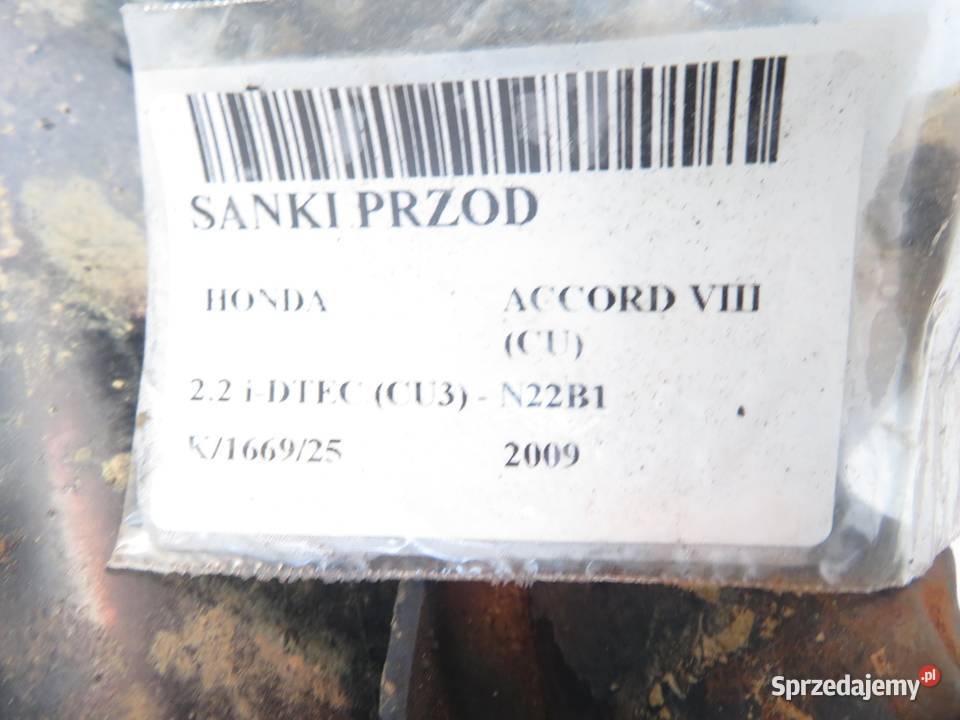 SANKI PRZOD
HONDA ACCORD VIII
(CU)
2.2 i-DTEC (CU3) - N22B1
K/1669/25 2009
Sprzedajemy.pl